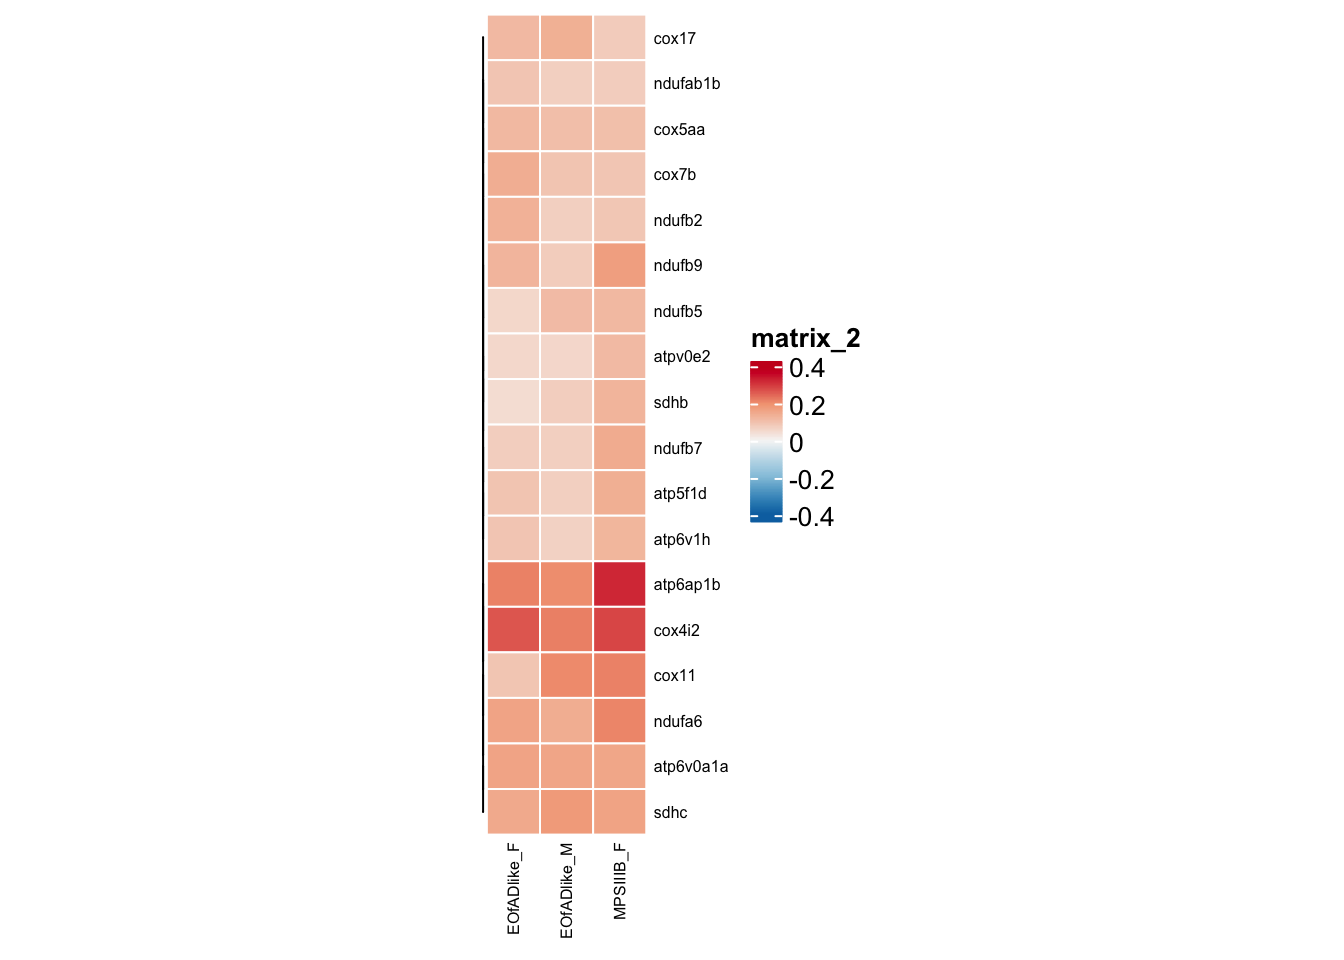 cox17
ndufab1b
cox5aa
cox7b
ndufb2
ndufb9
ndufb5
atpv0e2
sdhb
ndufb7
atp5f1d
atp6v1h
atp6ap1b
cox4i2
cox11
ndufa6
atp6v0a1a
sdhc
EOfADlike_F
EOfADlike_M
MPSIIIB_F
matrix_2
0.4
0.2
0
-0.2
-0.4